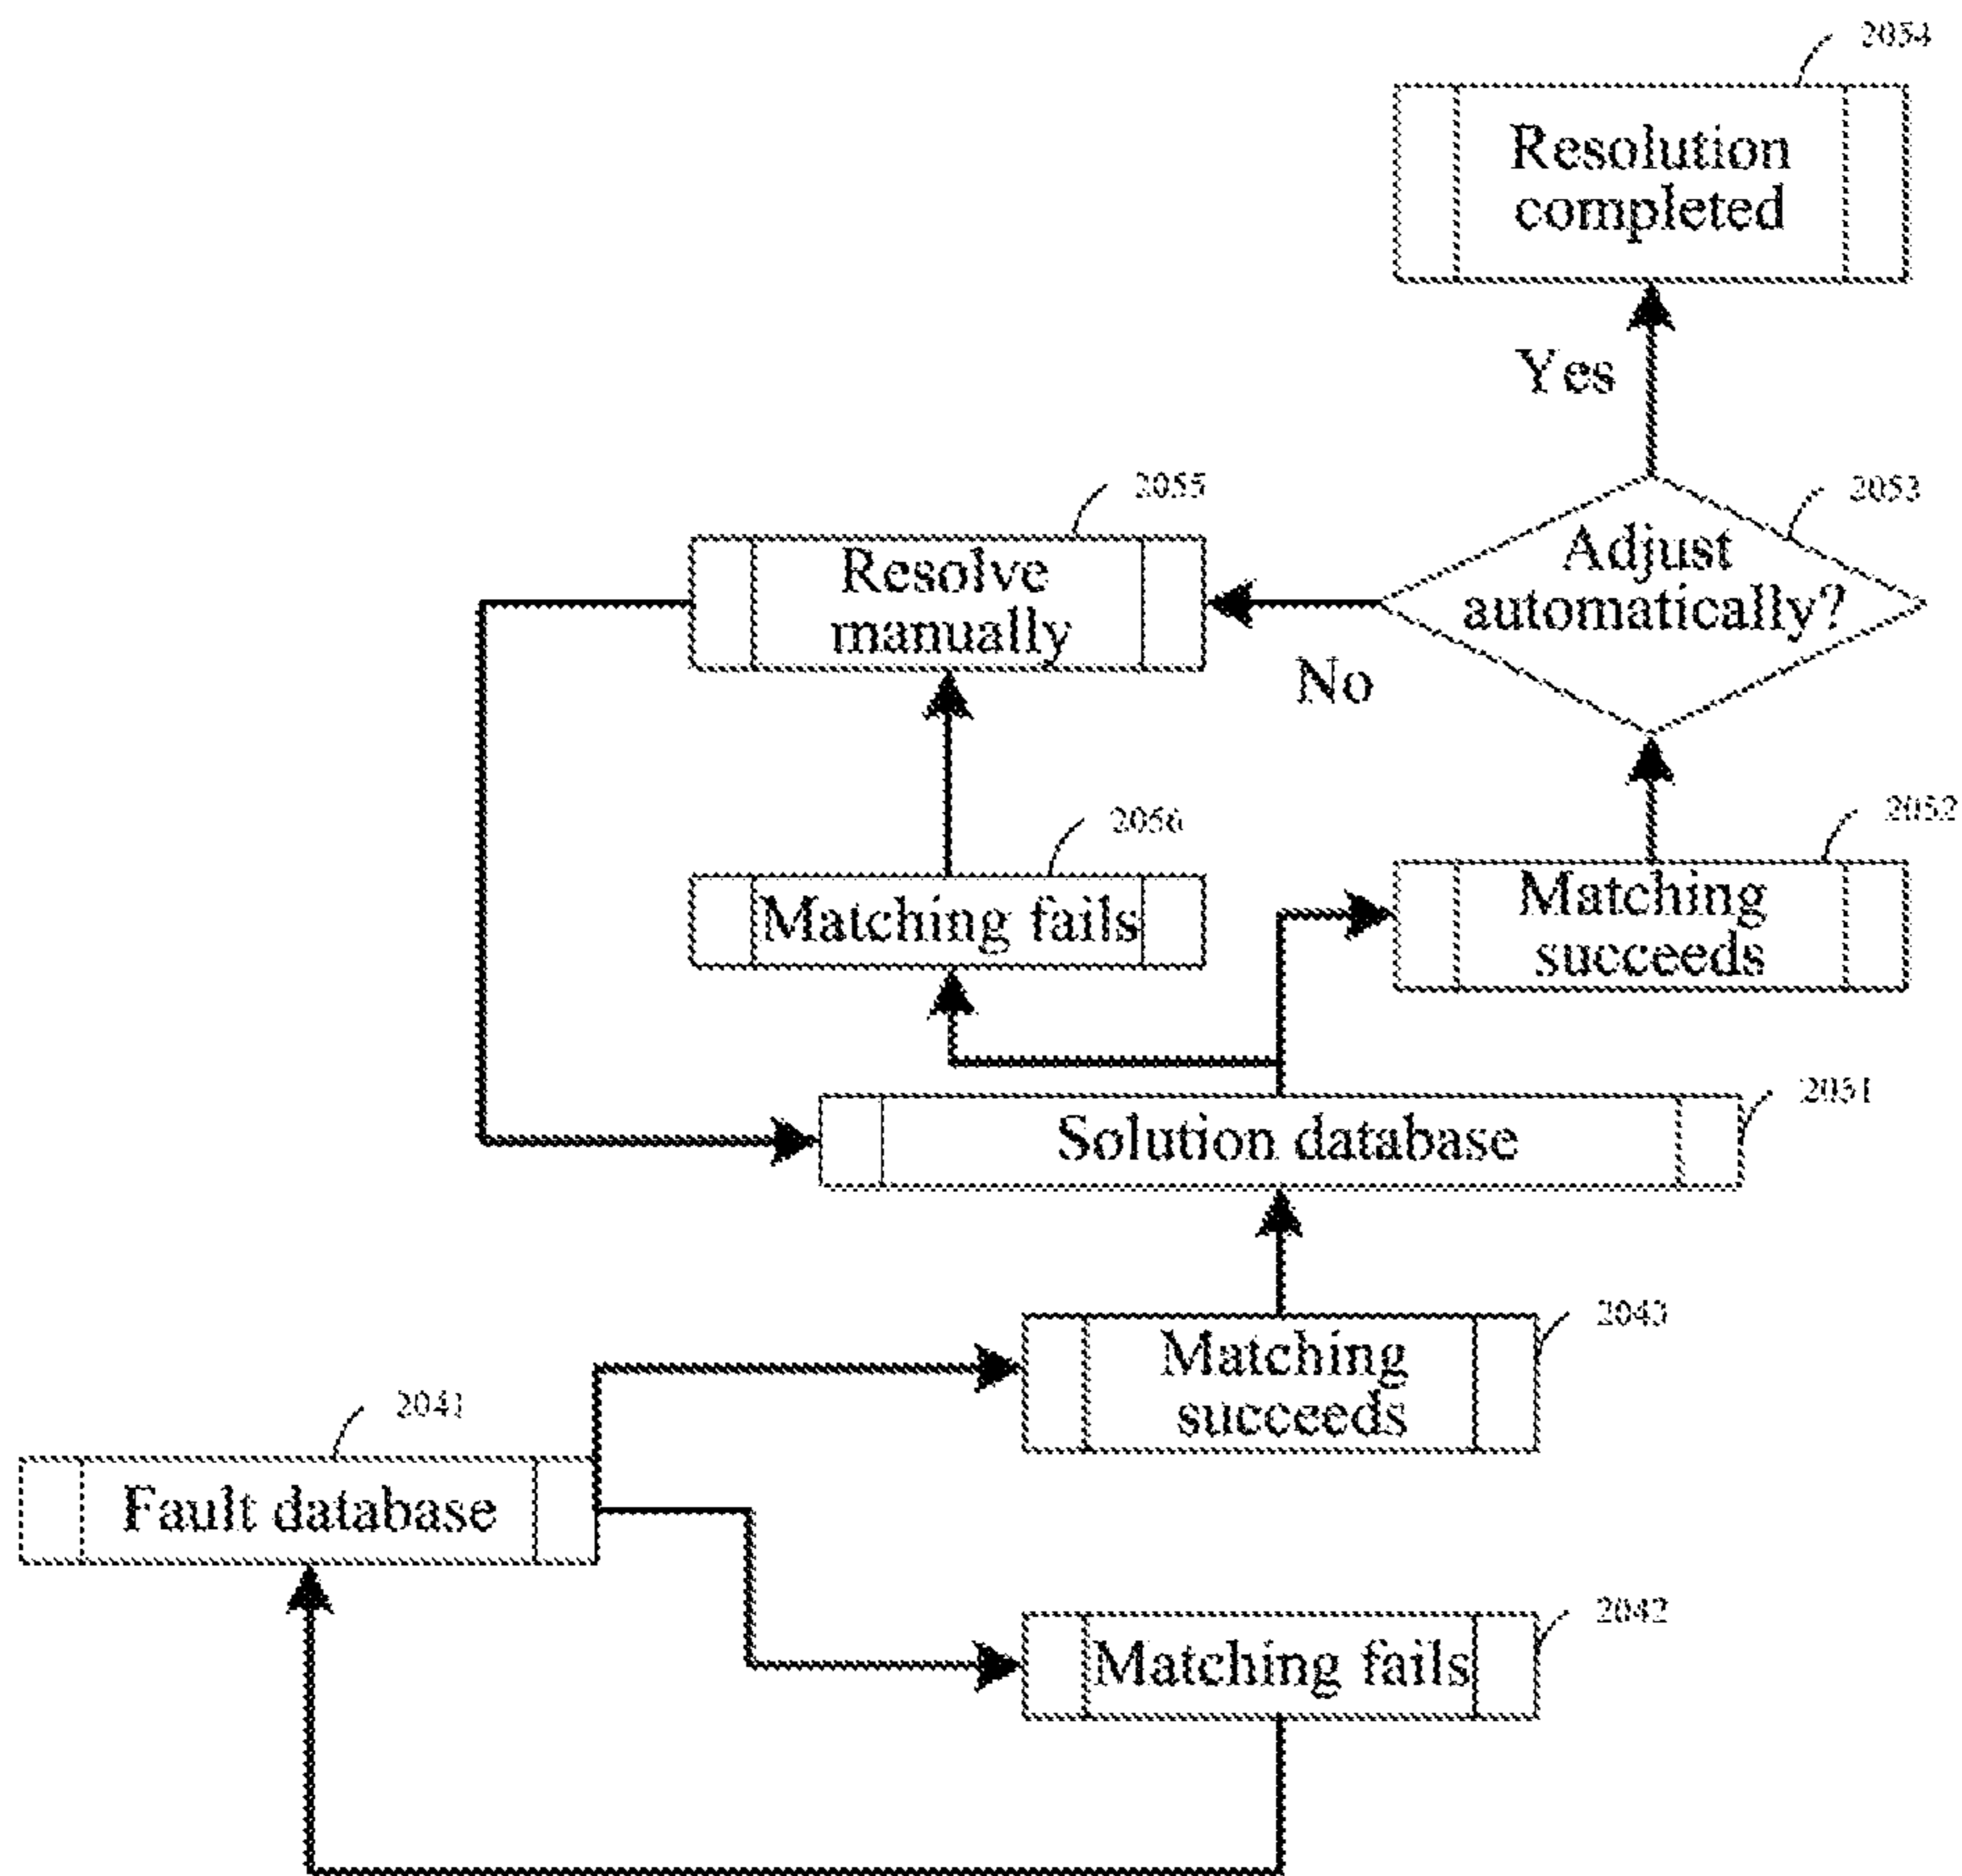 2054
Resolution
completed
Yes
2055
2053
Resolve
manually
Adjust
automatically?
No
2056
2052
Matching fails
Matching
succeeds
2051
Solution database
2043
Matching
succeeds
2041
Fault database
2042
Matching fails